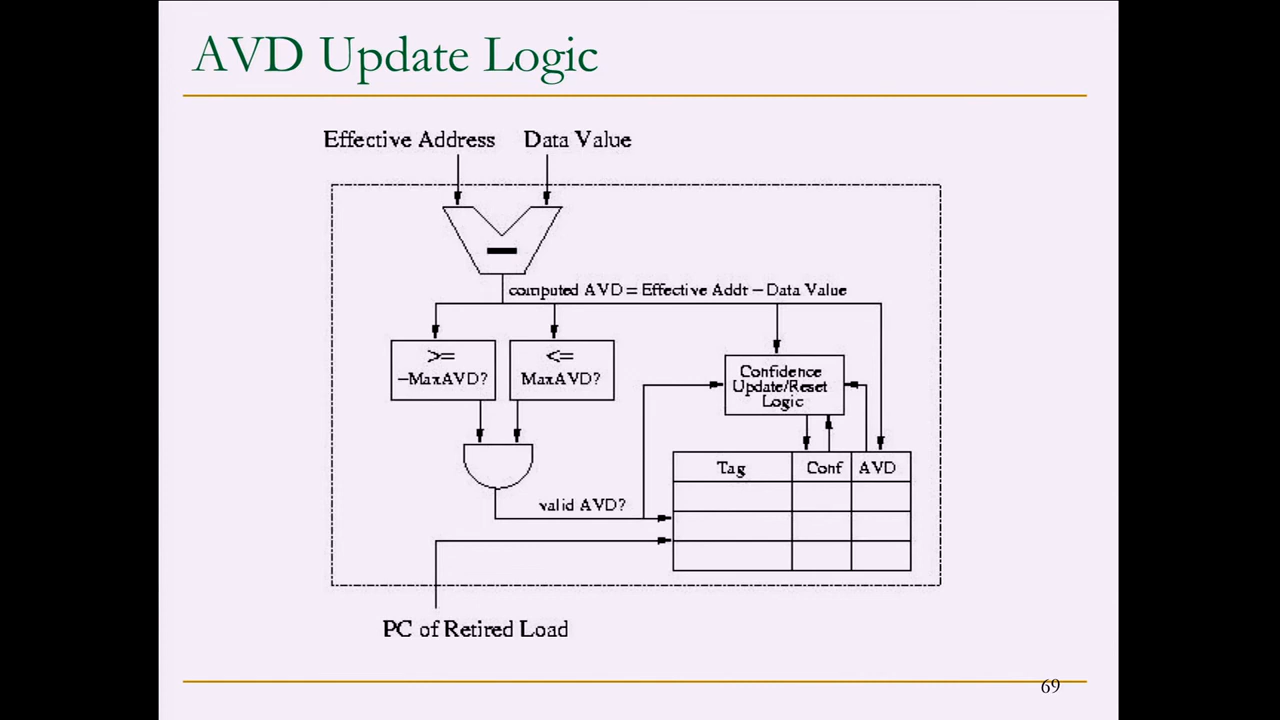 AVD Update Logic
Effective Address
Data Value
computed AVD = Effective Addr − Data Value
>=
−MaxAVD?
<=
MaxAVD?
Confidence
Update/Reset
Logic
Tag
Conf
AVD
valid AVD?
PC of Retired Load
69